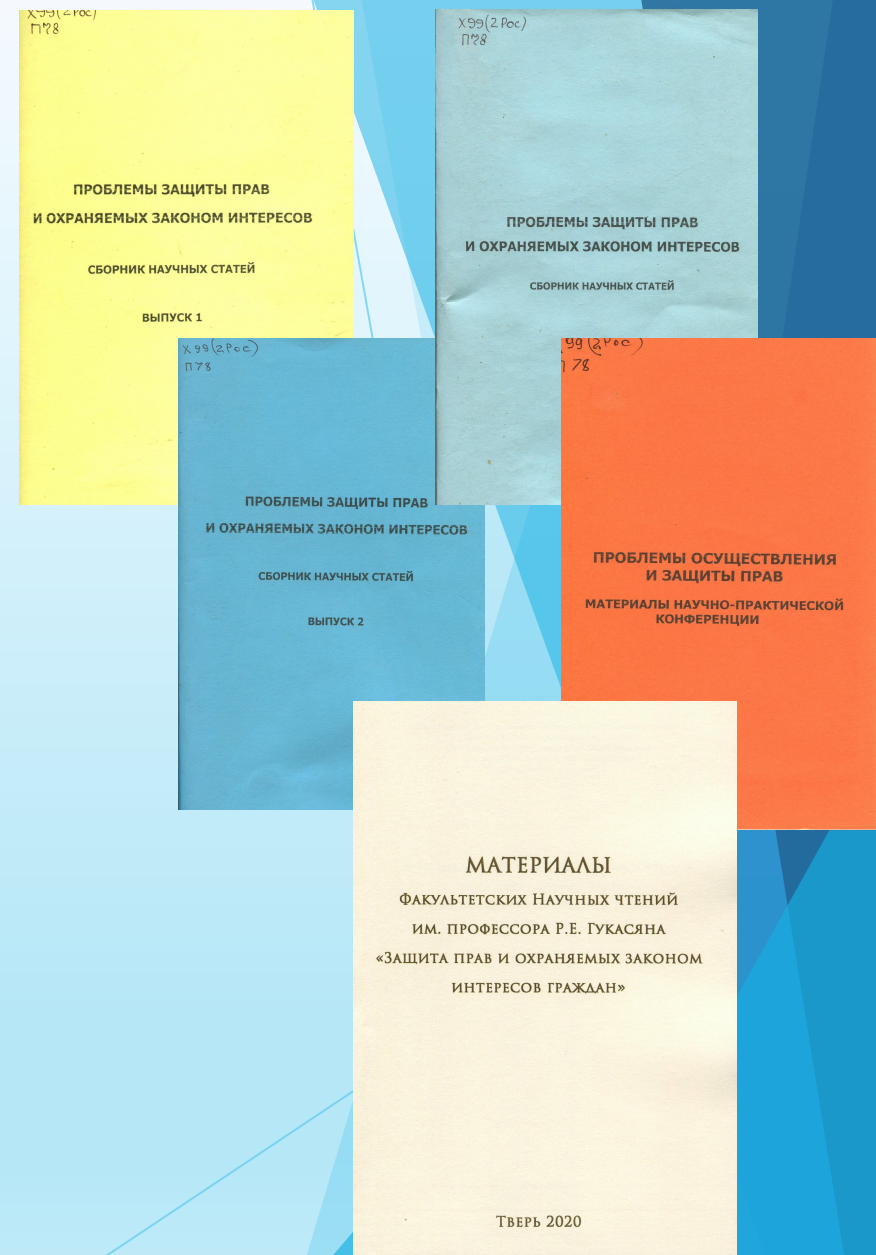 Х99(2Рос)
П78
ПРОБЛЕМЫ ЗАЩИТЫ ПРАВ
И ОХРАНЯЕМЫХ ЗАКОНОМ ИНТЕРЕСОВ
СБОРНИК НАУЧНЫХ СТАТЕЙ
ВЫПУСК 1
Х99(2Рос)
П78
ПРОБЛЕМЫ ЗАЩИТЫ ПРАВ
И ОХРАНЯЕМЫХ ЗАКОНОМ ИНТЕРЕСОВ
СБОРНИК НАУЧНЫХ СТАТЕЙ
Х99(2Рос)
П78
ПРОБЛЕМЫ ЗАЩИТЫ ПРАВ
И ОХРАНЯЕМЫХ ЗАКОНОМ ИНТЕРЕСОВ
СБОРНИК НАУЧНЫХ СТАТЕЙ
ВЫПУСК 2
99(2Рос)
П78
ПРОБЛЕМЫ ОСУЩЕСТВЛЕНИЯ
И ЗАЩИТЫ ПРАВ
МАТЕРИАЛЫ НАУЧНО-ПРАКТИЧЕСКОЙ
КОНФЕРЕНЦИИ
МАТЕРИАЛЫ
Факультетских Научных чтений
им. профессора Р.Е. Гукасяна
«Защита прав и охраняемых законом
интересов граждан»
Тверь 2020